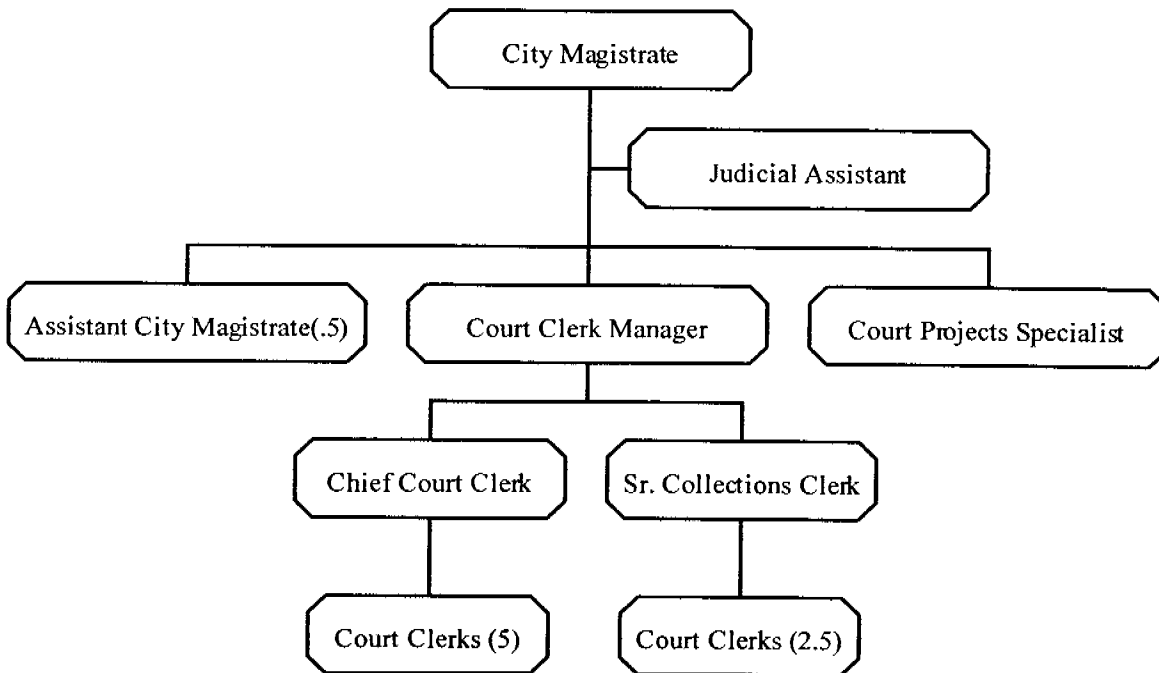 City Magistrate
Judicial Assistant
Assistant City Magistrate(.5)
Court Clerk Manager
Court Projects Specialist
Chief Court Clerk
Sr. Collections Clerk
Court Clerks (5)
Court Clerks (2.5)